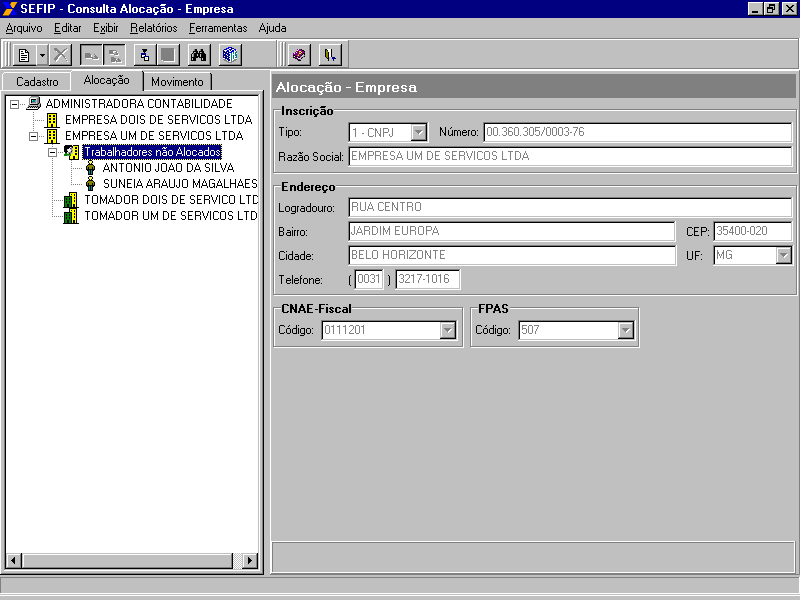 SEFIP - Consulta Alocação - Empresa
Arquivo Editar Exibir Relatórios Ferramentas Ajuda
Cadastro Alocação Movimento
ADMINISTRADORA CONTABILIDADE
EMPRESA DOIS DE SERVICOS LTDA
EMPRESA UM DE SERVICOS LTDA
Trabalhadores não Alocados
ANTONIO JOAO DA SILVA
SUNEIA ARAUJO MAGALHAES
TOMADOR DOIS DE SERVICO LTD
TOMADOR UM DE SERVICOS LTD
Alocação - Empresa
Inscrição
Tipo: 1 - CNPJ Número: 00.360.305/0003-76
Razão Social: EMPRESA UM DE SERVICOS LTDA
Endereço
Logradouro: RUA CENTRO
Bairro: JARDIM EUROPA CEP: 35400-020
Cidade: BELO HORIZONTE UF: MG
Telefone: (0031) 3217-1016
CNAE-Fiscal FPAS
Código: 0111201 Código: 507